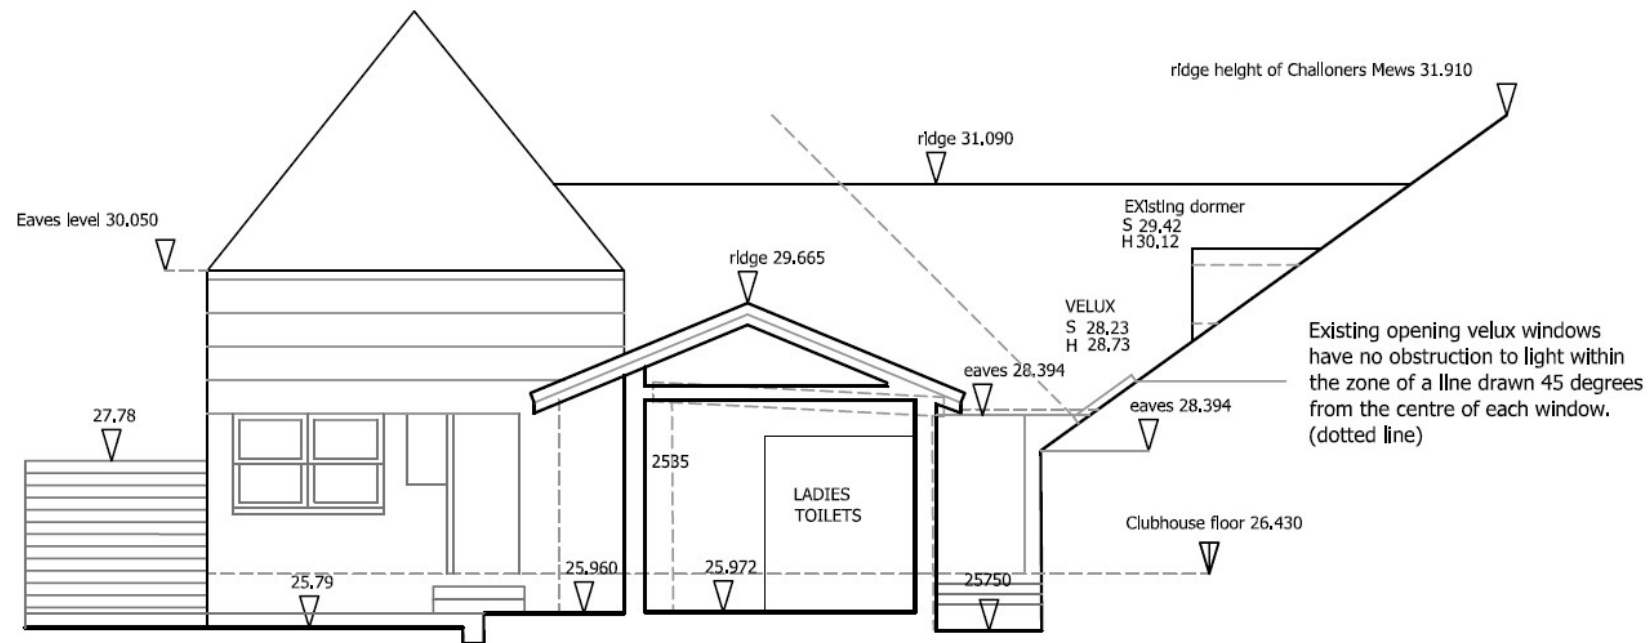 ridge height of Challoners Mews 31.910
ridge 31.090
Existing dormer
S 29.42
H 30.12
Eaves level 30.050
ridge 29.665
VELUX
S 28.23
H 28.73
Existing opening velux windows
have no obstruction to light within
the zone of a line drawn 45 degrees
from the centre of each window.
(dotted line)
eaves 28.394
eaves 28.394
27.78
2535
LADIES
TOILETS
Clubhouse floor 26.430
25.79
25.960
25.972
25750